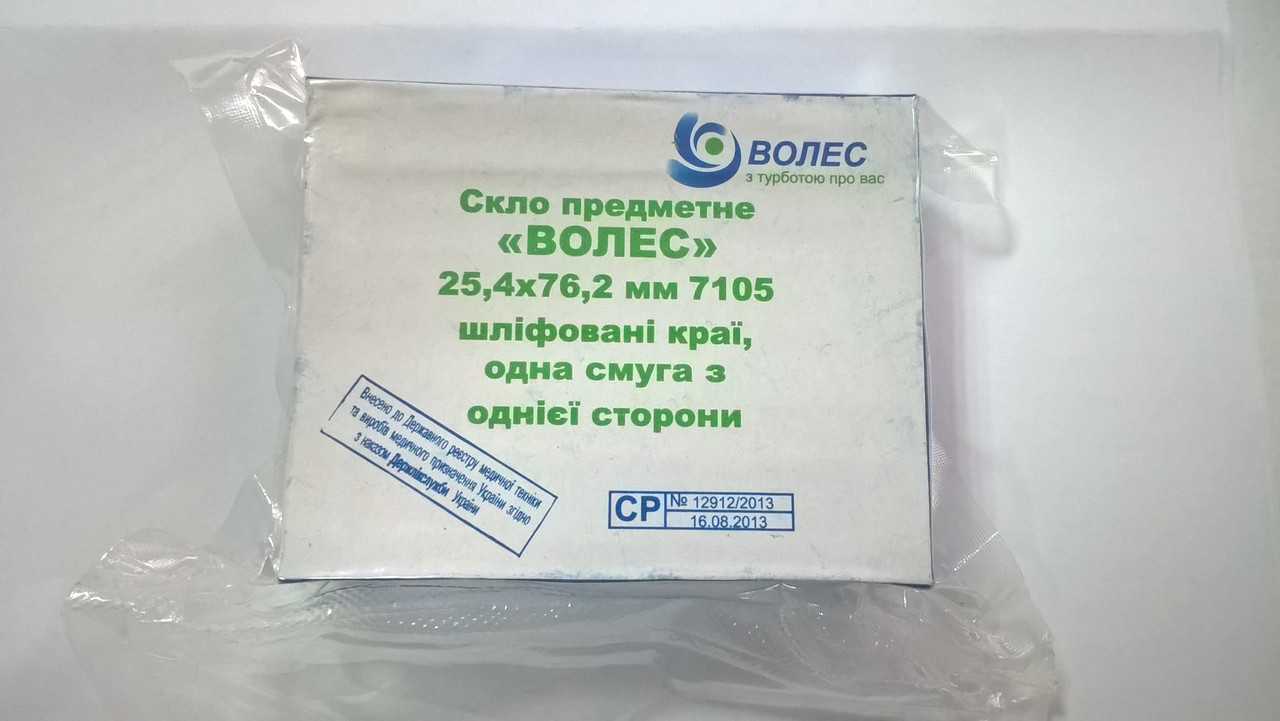 ВОЛЕС
з турботою про вас
Скло предметне
«ВОЛЕС»
25,4х76,2 мм 7105
шліфовані краї,
одна смуга з
однієї сторони
Внесено до Державного реєстру медичної техніки
та виробів медичного призначення України згідно
з наказом Держлікслужби України
СР № 12912/2013
16.08.2013